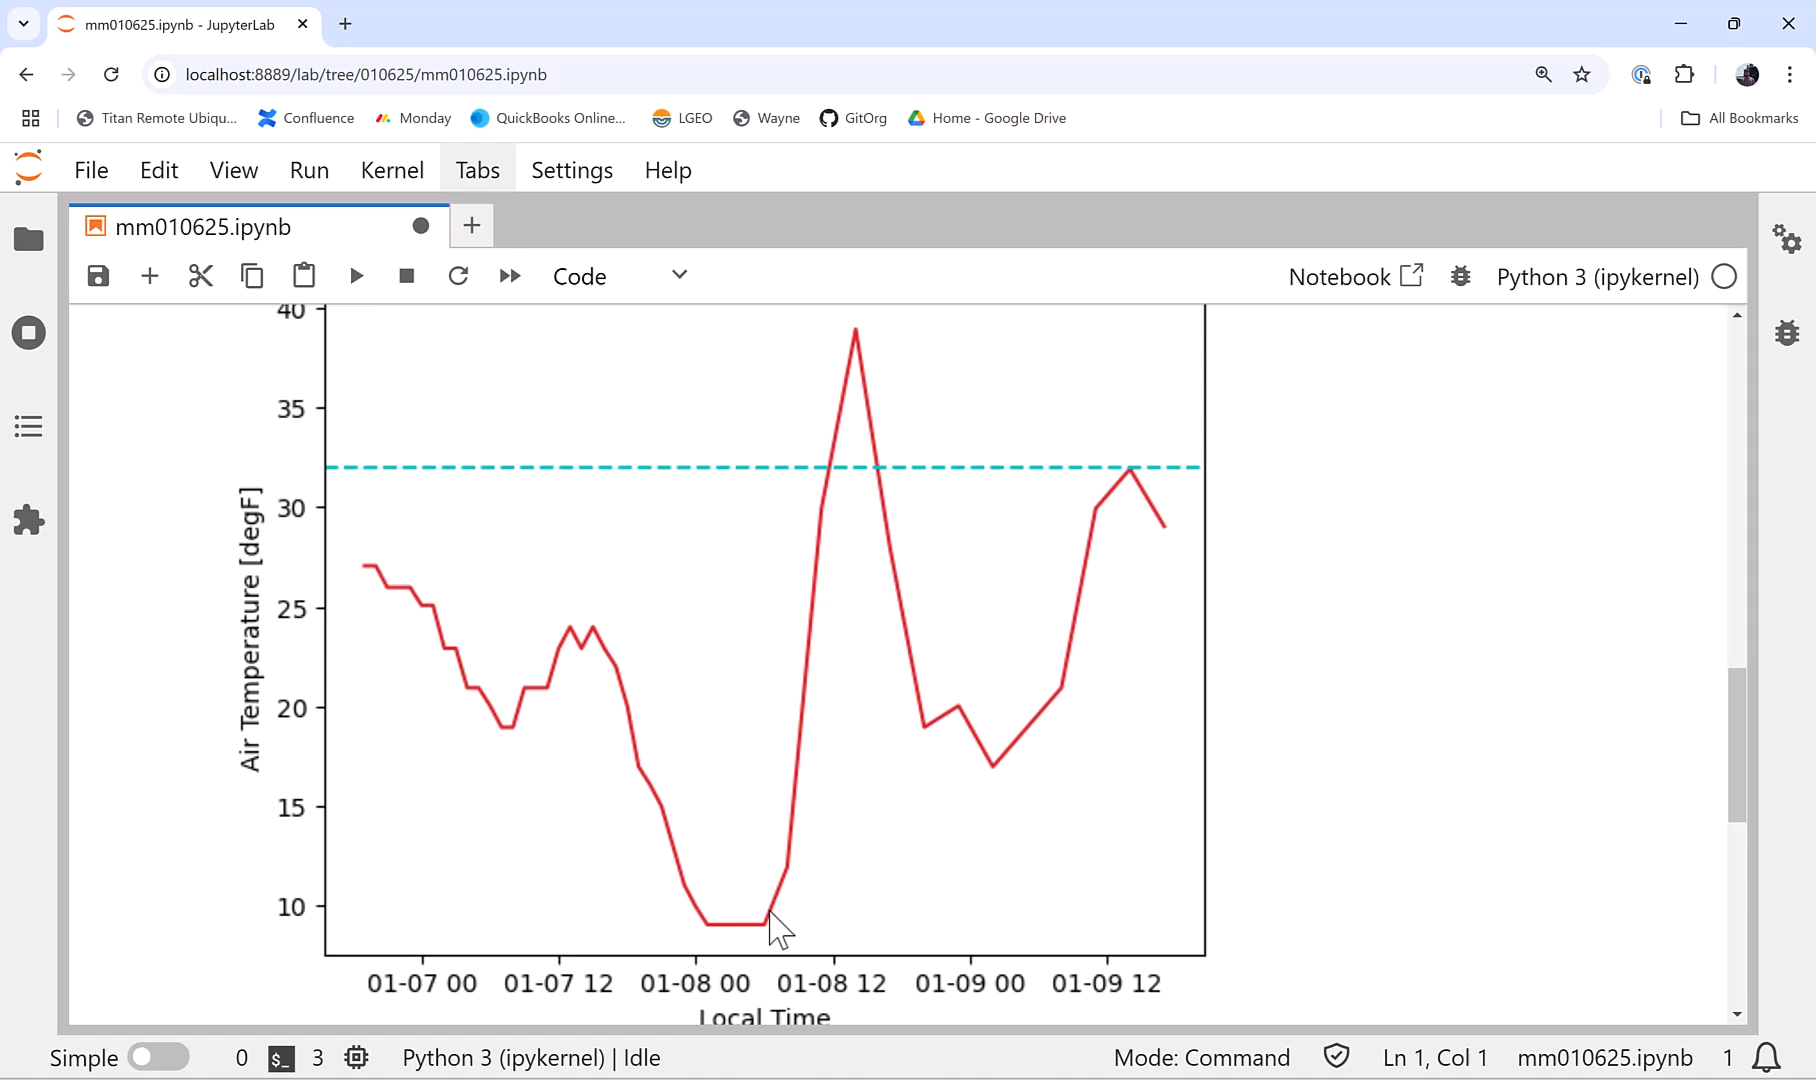 mm010625.ipynb - JupyterLab
localhost:8889/lab/tree/010625/mm010625.ipynb
Titan Remote Ubiqu... Confluence Monday QuickBooks Online... LGEO Wayne GitOrg Home - Google Drive All Bookmarks
File Edit View Run Kernel Tabs Settings Help
mm010625.ipynb
Code Notebook Python 3 (ipykernel)
40
35
30
25
20
15
10
Air Temperature [degF]
01-07 00 01-07 12 01-08 00 01-08 12 01-09 00 01-09 12
Local Time
Simple 0 $_ 3 Python 3 (ipykernel) | Idle Mode: Command Ln 1, Col 1 mm010625.ipynb 1